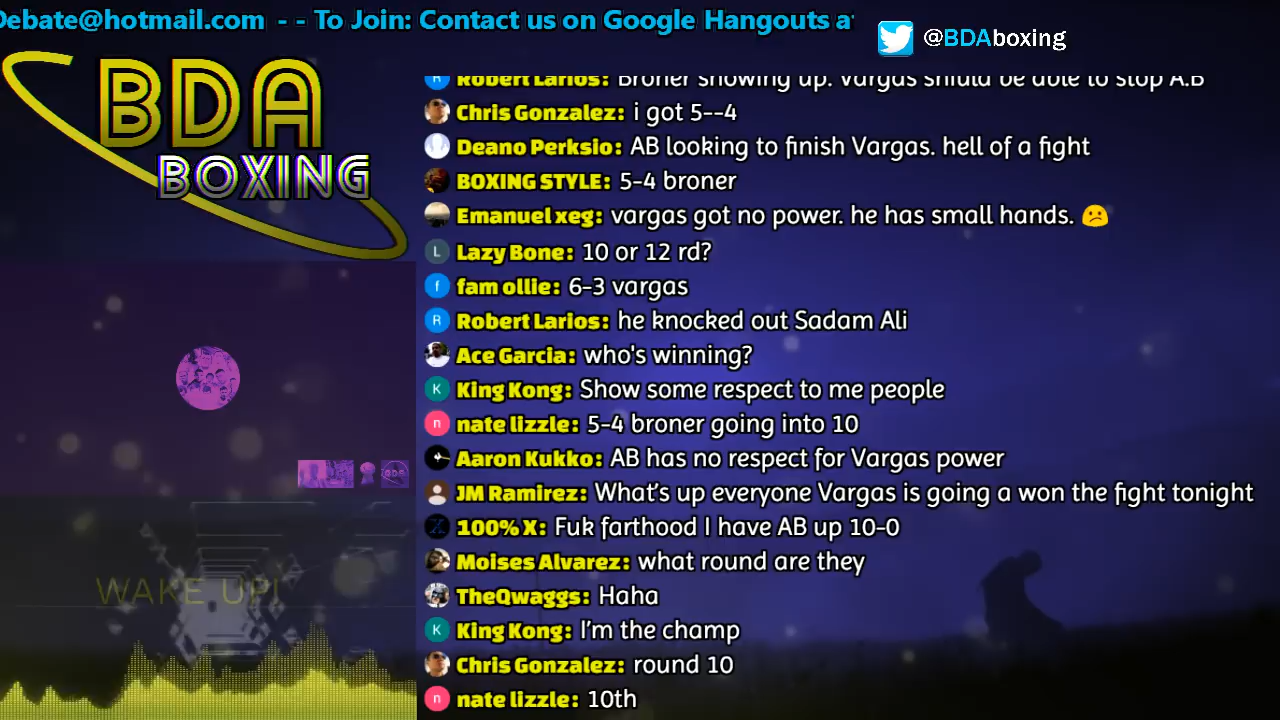 Debate@hotmail.com - - To Join: Contact us on Google Hangouts a
@BDAboxing
BDA
BOXING
Robert Larios: Broner showing up. Vargas shluld be able to stop A.B
Chris Gonzalez: i got 5--4
Deano Perksio: AB looking to finish Vargas. hell of a fight
BOXING STYLE: 5-4 broner
Emanuel xeg: vargas got no power. he has small hands. 😕
L Lazy Bone: 10 or 12 rd?
f fam ollie: 6-3 vargas
R Robert Larios: he knocked out Sadam Ali
Ace Garcia: who's winning?
K King Kong: Show some respect to me people
n nate lizzle: 5-4 broner going into 10
Aaron Kukko: AB has no respect for Vargas power
JM Ramirez: What's up everyone Vargas is going a won the fight tonight
100% X: Fuk farthood I have AB up 10-0
Moises Alvarez: what round are they
TheQwaggs: Haha
K King Kong: I'm the champ
Chris Gonzalez: round 10
n nate lizzle: 10th
WAKE UP!